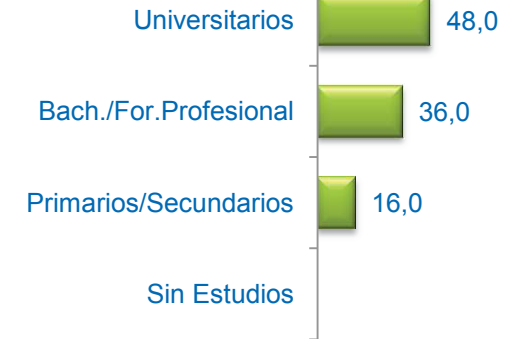 Universitarios 48,0
Bach./For.Profesional 36,0
Primarios/Secundarios 16,0
Sin Estudios